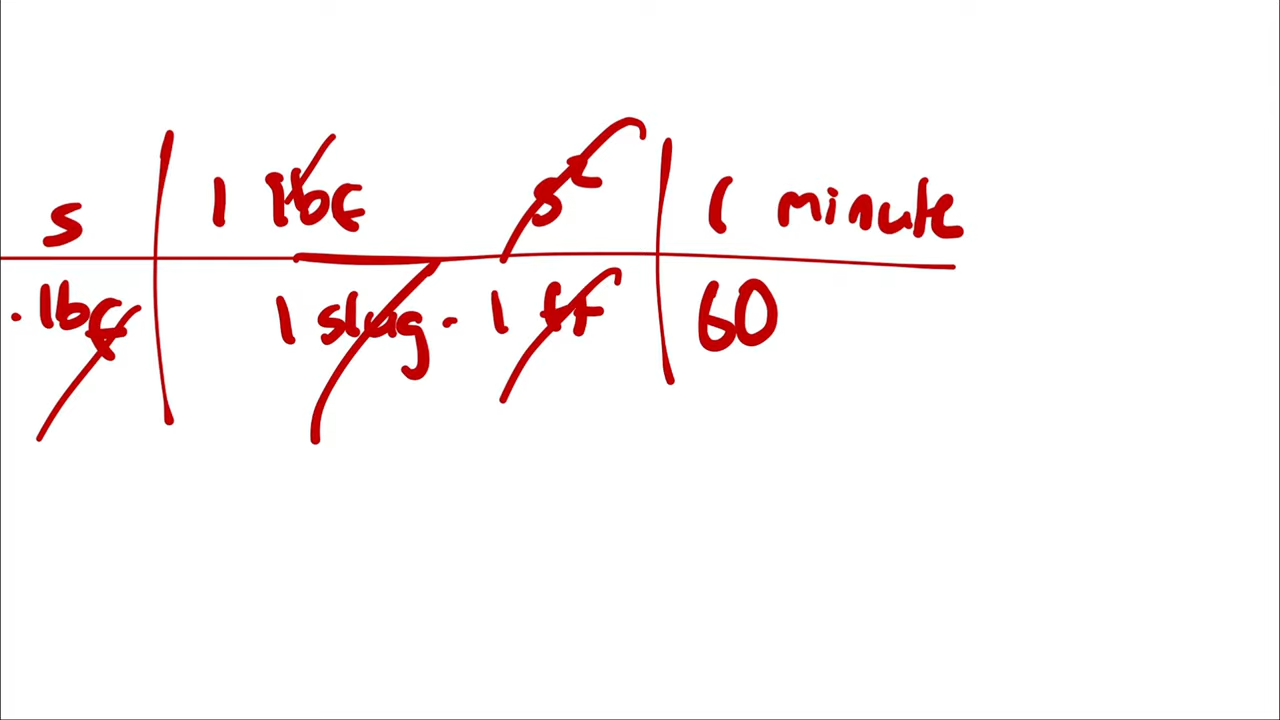 s 1 lbf s² 1 minute
. lbf 1 slug · 1 ft 60